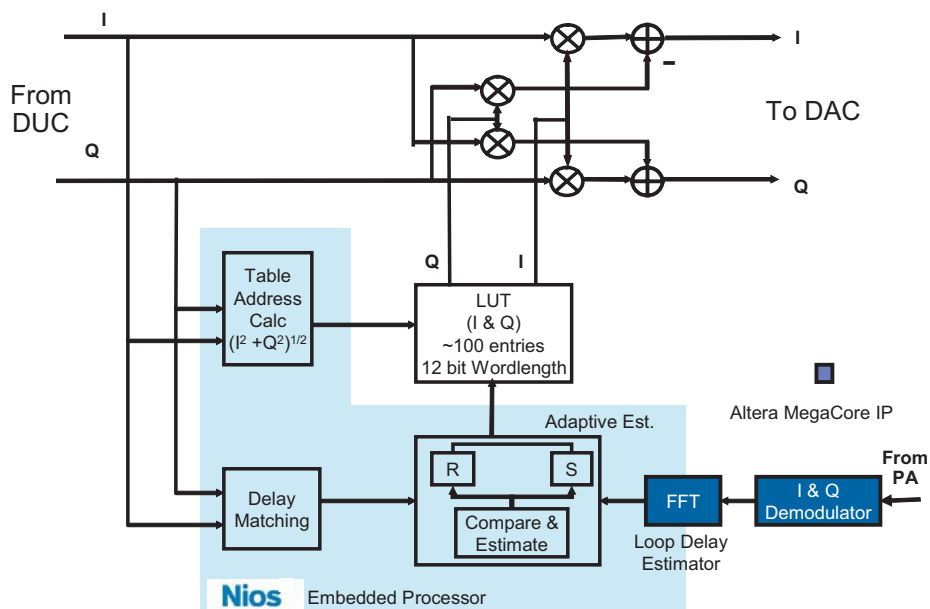 I
I
From
DUC
To DAC
Q
Q
Q
I
Table
Address
Calc
(I² +Q²)¹/²
LUT
(I & Q)
~100 entries
12 bit Wordlength
Altera MegaCore IP
Adaptive Est.
R
S
From
PA
Delay
Matching
FFT
I & Q
Demodulator
Compare &
Estimate
Loop Delay
Estimator
Nios Embedded Processor